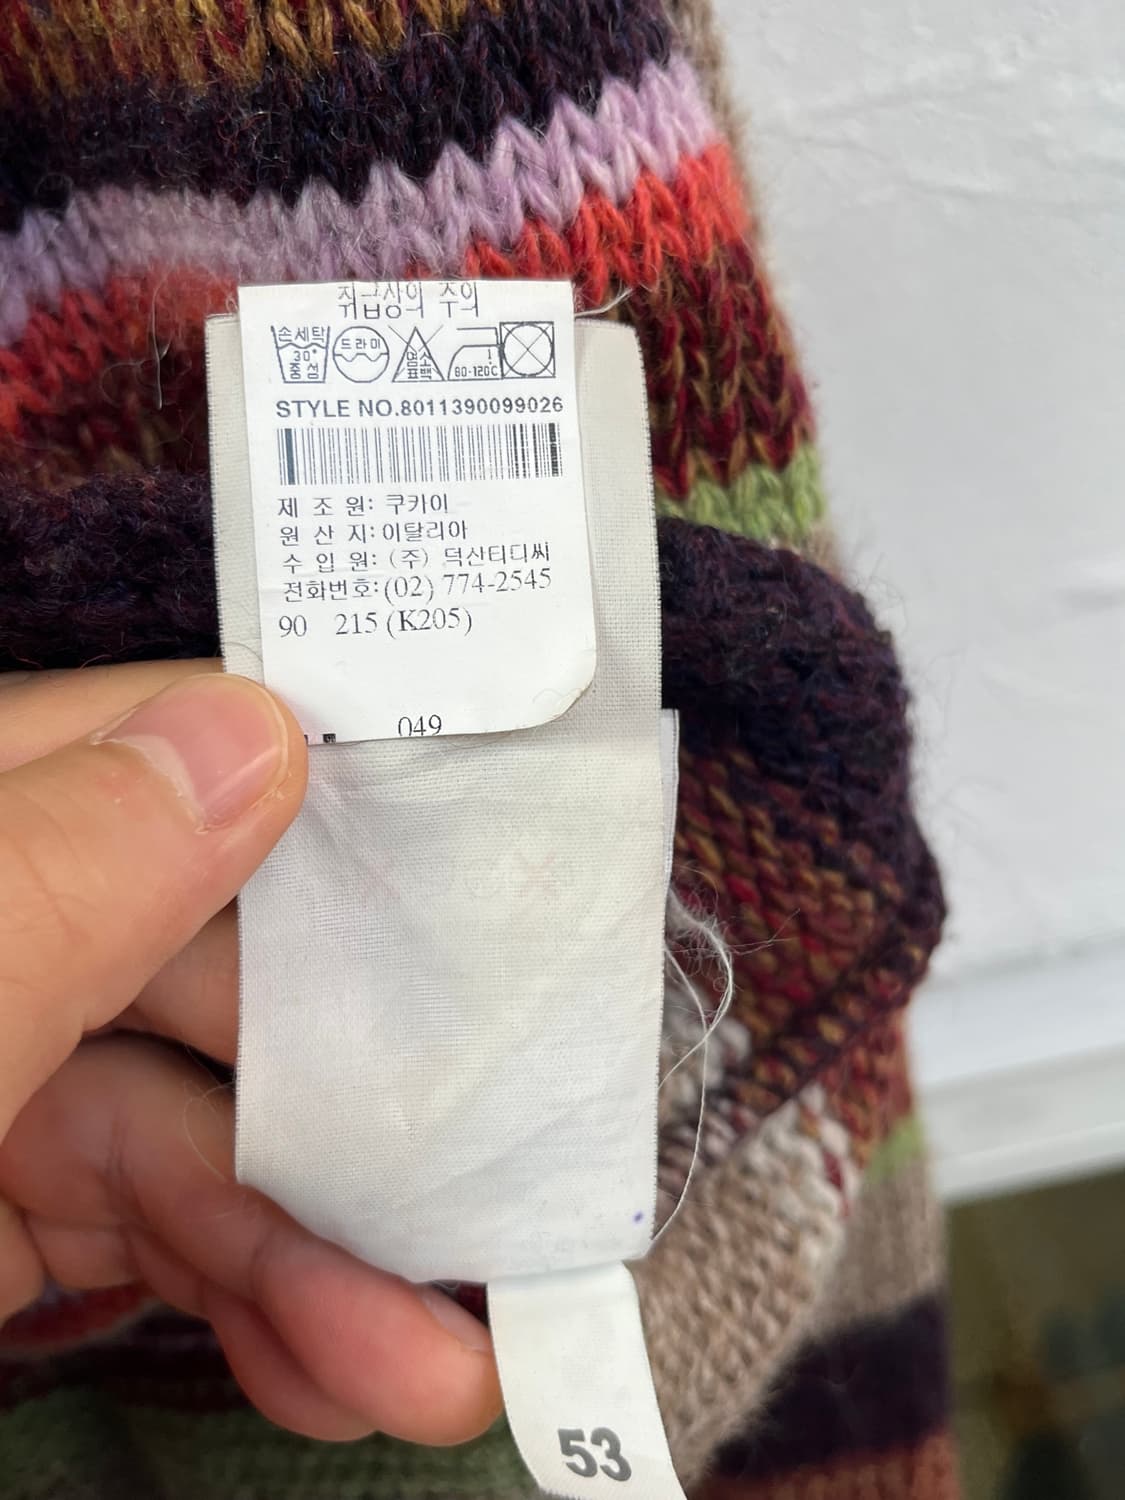 취급상의 주의
손세탁 30° 중성
드라이
염소 표백
80-120℃
STYLE NO.8011390099026
제 조 원: 쿠카이
원 산 지: 이탈리아
수 입 원: (주) 덕산티디씨
전화번호: (02) 774-2545
90 215 (K205)
049
53